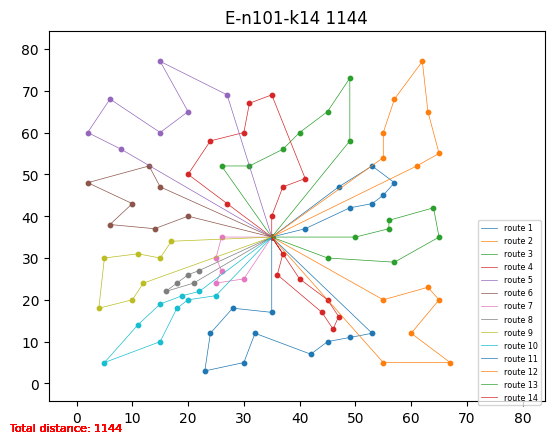 E-n101-k14 1144
80
70
60
50
40
30
20
10
0
0 10 20 30 40 50 60 70 80
route 1
route 2
route 3
route 4
route 5
route 6
route 7
route 8
route 9
route 10
route 11
route 12
route 13
route 14
Total distance: 1144